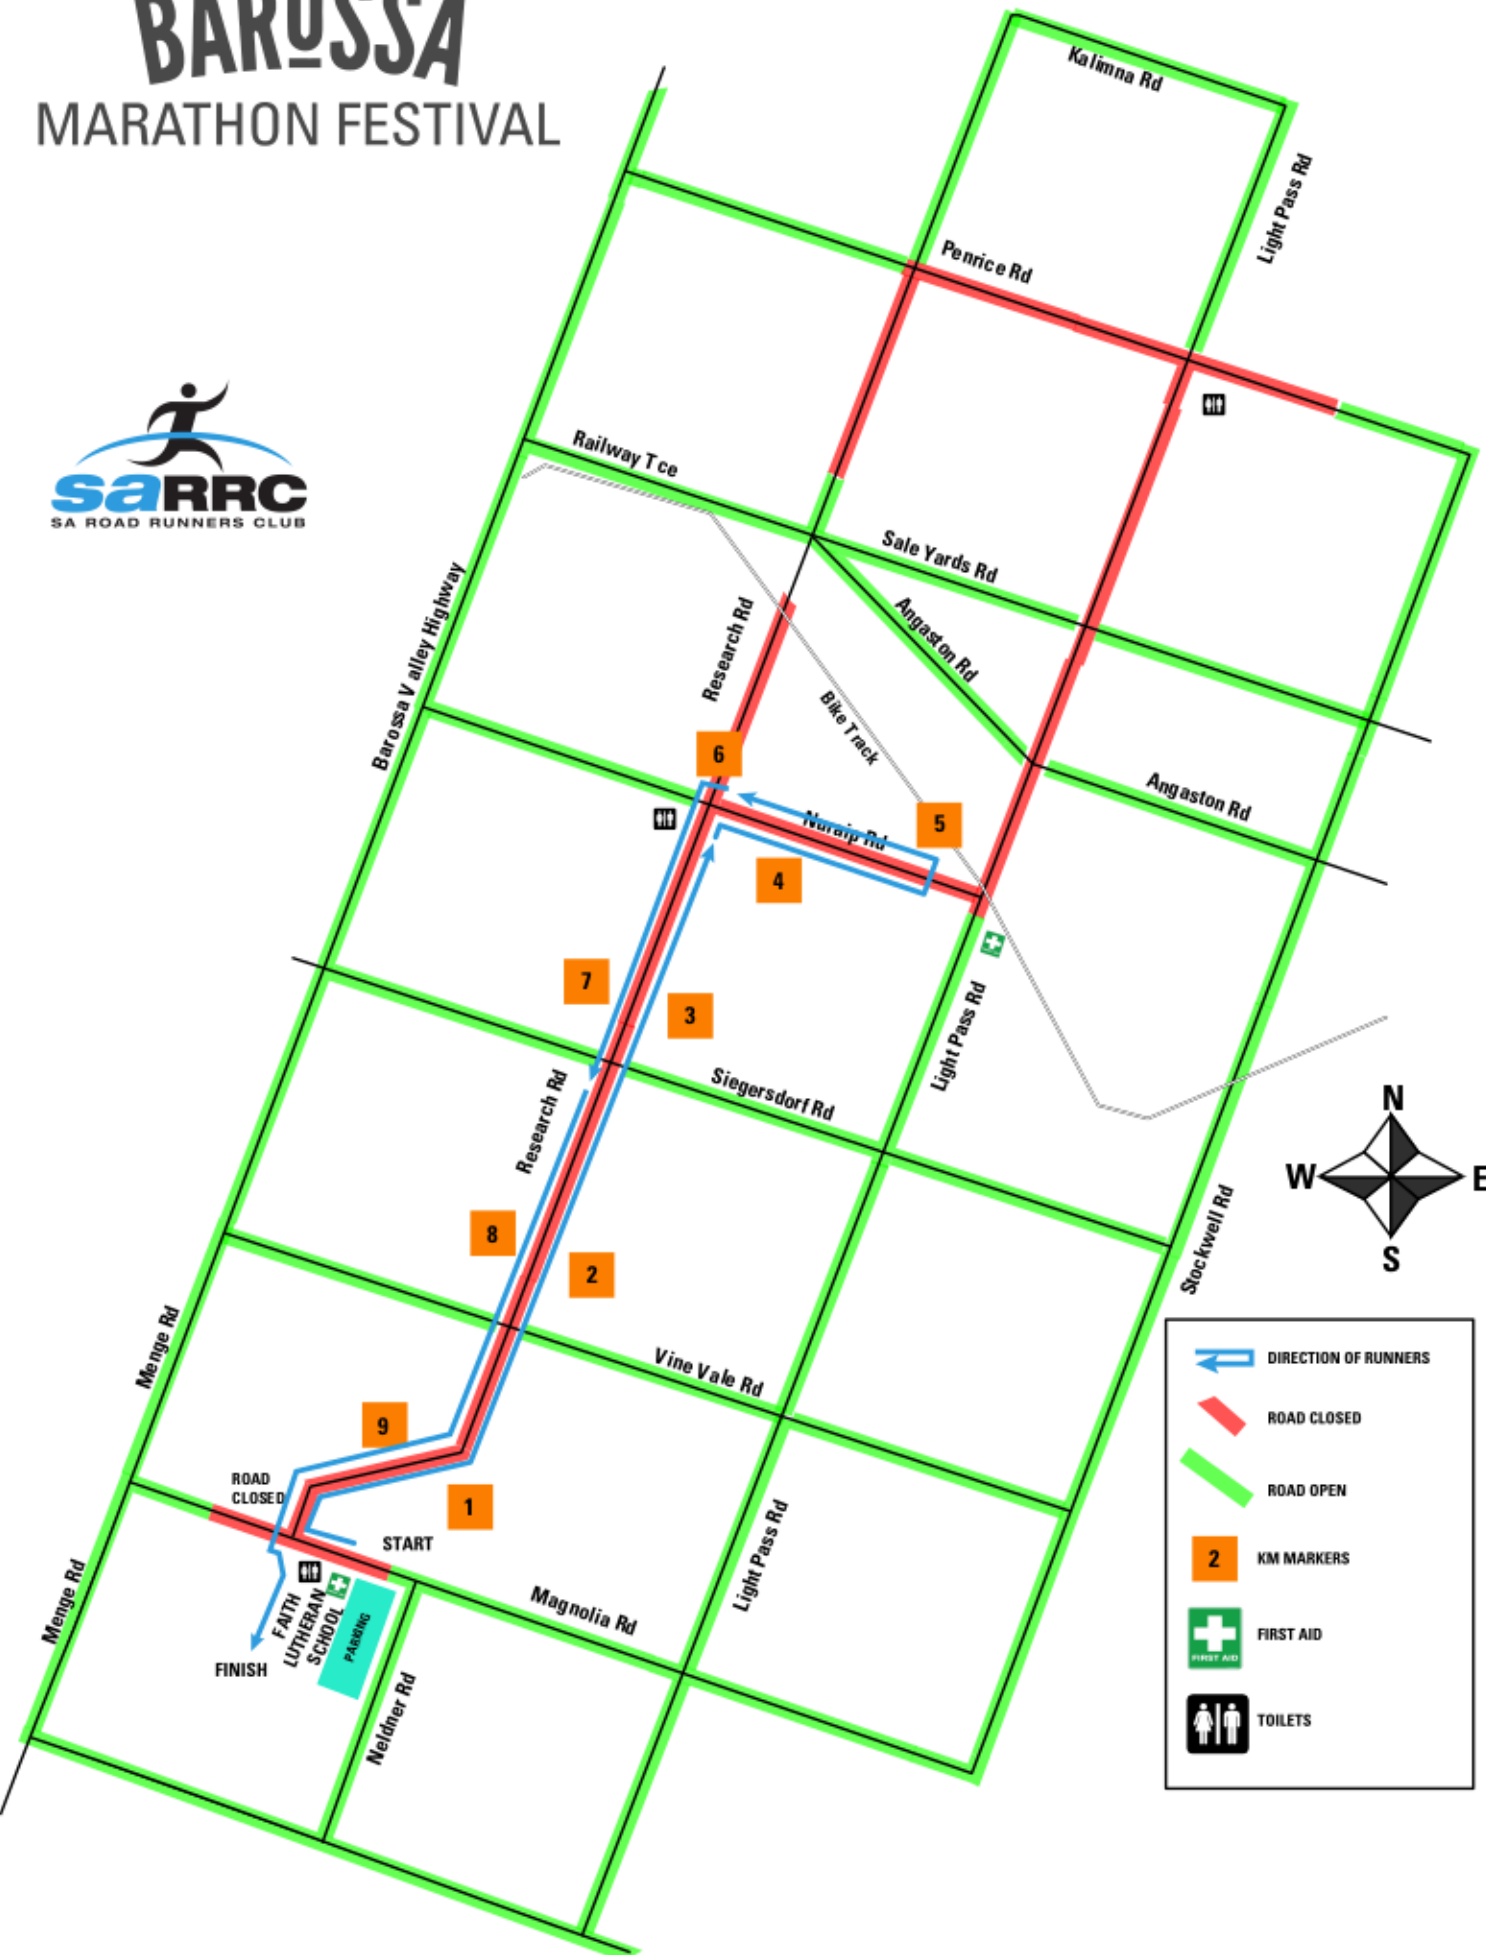 BAROSSA
MARATHON FESTIVAL
Kalimna Rd
Light Pass Rd
Penrice Rd
saRRC
SA ROAD RUNNERS CLUB
Railway Tce
Sale Yards Rd
Angaston Rd
Barossa Valley Highway
Research Rd
Bike Track
6
Angaston Rd
Nuraip Rd
5
4
7
3
Light Pass Rd
Siegersdorf Rd
Research Rd
N
W
E
S
8
2
Stockwell Rd
Menge Rd
Vine Vale Rd
DIRECTION OF RUNNERS
ROAD CLOSED
ROAD OPEN
2
KM MARKERS
FIRST AID
FIRST AID
TOILETS
9
ROAD
CLOSED
1
START
Light Pass Rd
Menge Rd
FAITH
LUTHERAN
SCHOOL
PARKING
Magnolia Rd
FINISH
Neldner Rd